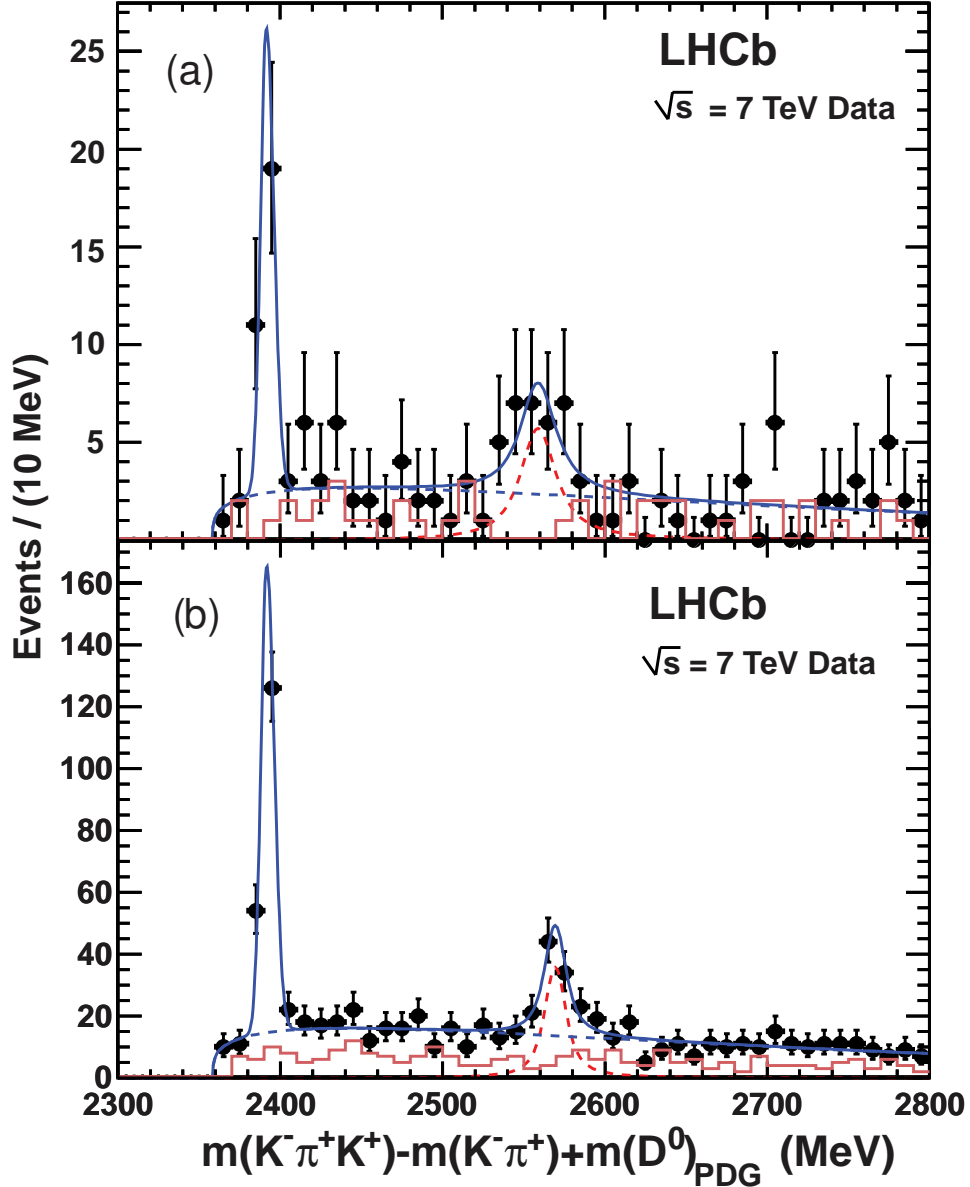 (a)
LHCb
√s = 7 TeV Data
25
20
15
10
5
Events / (10 MeV)
(b)
LHCb
√s = 7 TeV Data
160
140
120
100
80
60
40
20
0
2300 2400 2500 2600 2700 2800
m(K⁻π⁺K⁺)-m(K⁻π⁺)+m(D⁰)PDG (MeV)